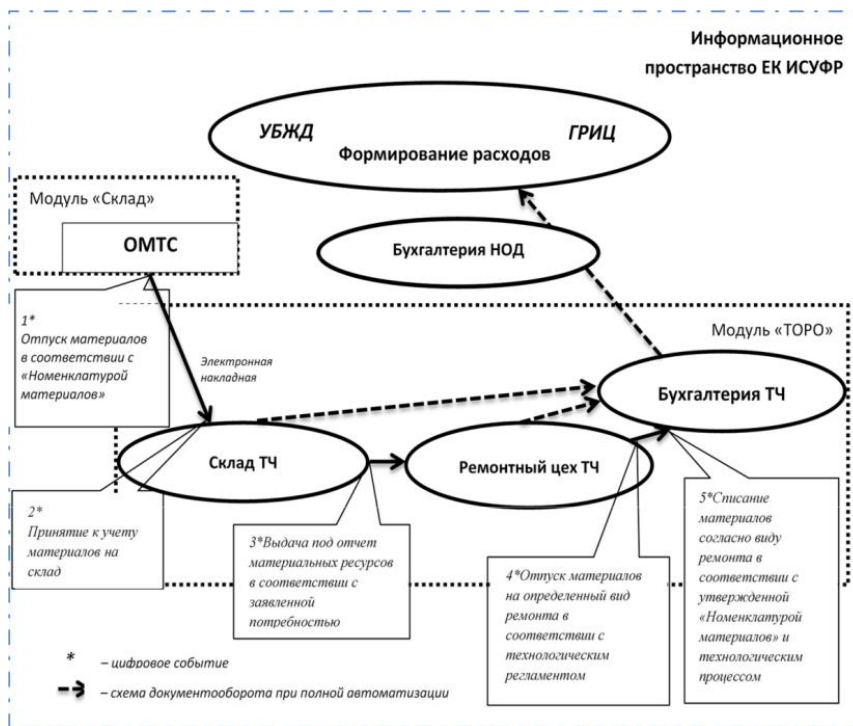 Информационное
пространство ЕК ИСУФР
УБЖД
ГРИЦ
Формирование расходов
Модуль «Склад»
ОМТС
Бухгалтерия НОД
1*
Отпуск материалов
в соответствии с
«Номенклатурой
материалов»
Электронная
накладная
Модуль «ТОРО»
Бухгалтерия ТЧ
Склад ТЧ
Ремонтный цех ТЧ
2*
Принятие к учету
материалов на
склад
3*Выдача под отчет
материальных ресурсов
в соответствии с
заявленной
потребностью
4*Отпуск материалов
на определенный вид
ремонта в
соответствии с
технологическим
регламентом
5*Списание
материалов
согласно виду
ремонта в
соответствии с
утвержденной
«Номенклатурой
материалов» и
технологическим
процессом
* – цифровое событие
– схема документооборота при полной автоматизации